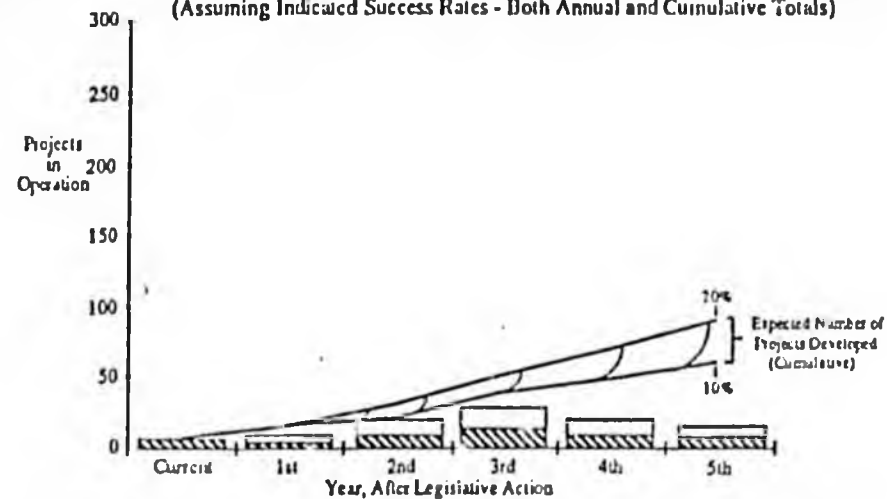 (Assuming Indicated Success Rates - Both Annual and Cumulative Totals)
300
250
Projects
in
Operation
200
150
100
50
0
20%
Expected Number of
Projects Developed
(Cumulative)
10%
Current
1st
2nd
3rd
4th
5th
Year, After Legislative Action